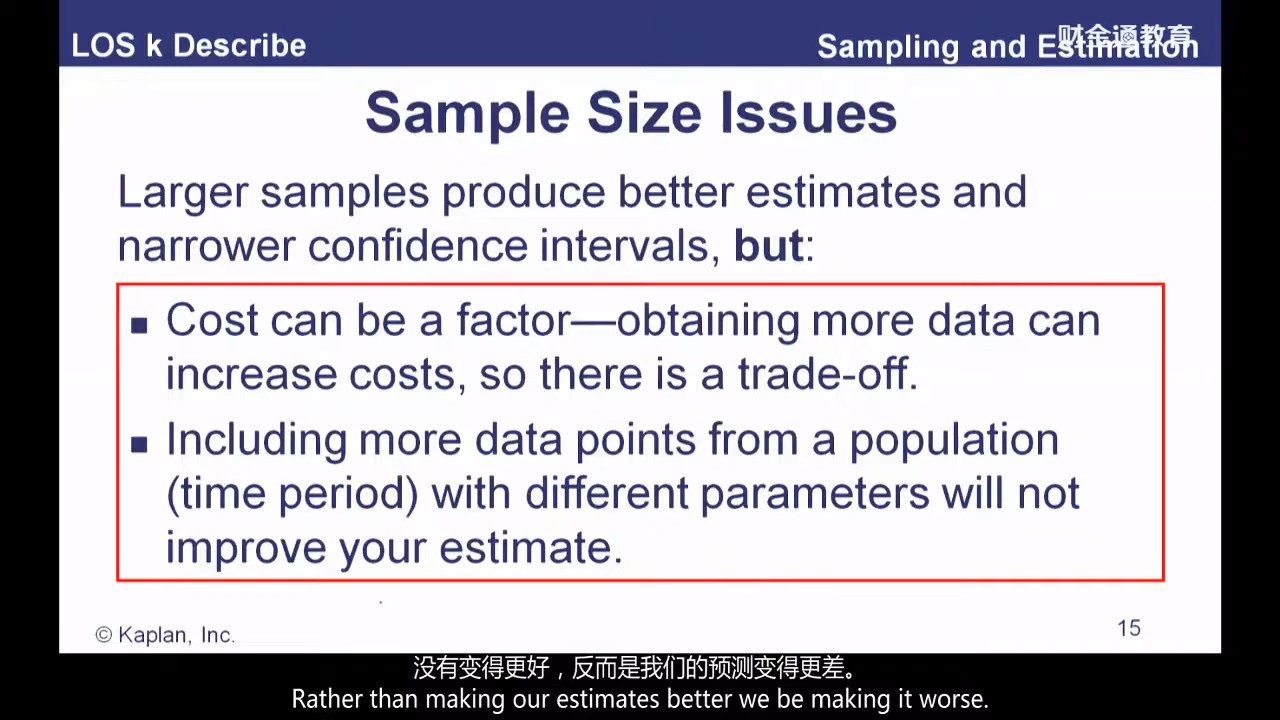 LOS k Describe
Sampling and Estimation
财金通教育
Sample Size Issues
Larger samples produce better estimates and
narrower confidence intervals, but:
■ Cost can be a factor—obtaining more data can
increase costs, so there is a trade-off.
■ Including more data points from a population
(time period) with different parameters will not
improve your estimate.
© Kaplan, Inc.
15
没有变得更好，反而是我们的预测变得更差。
Rather than making our estimates better we be making it worse.